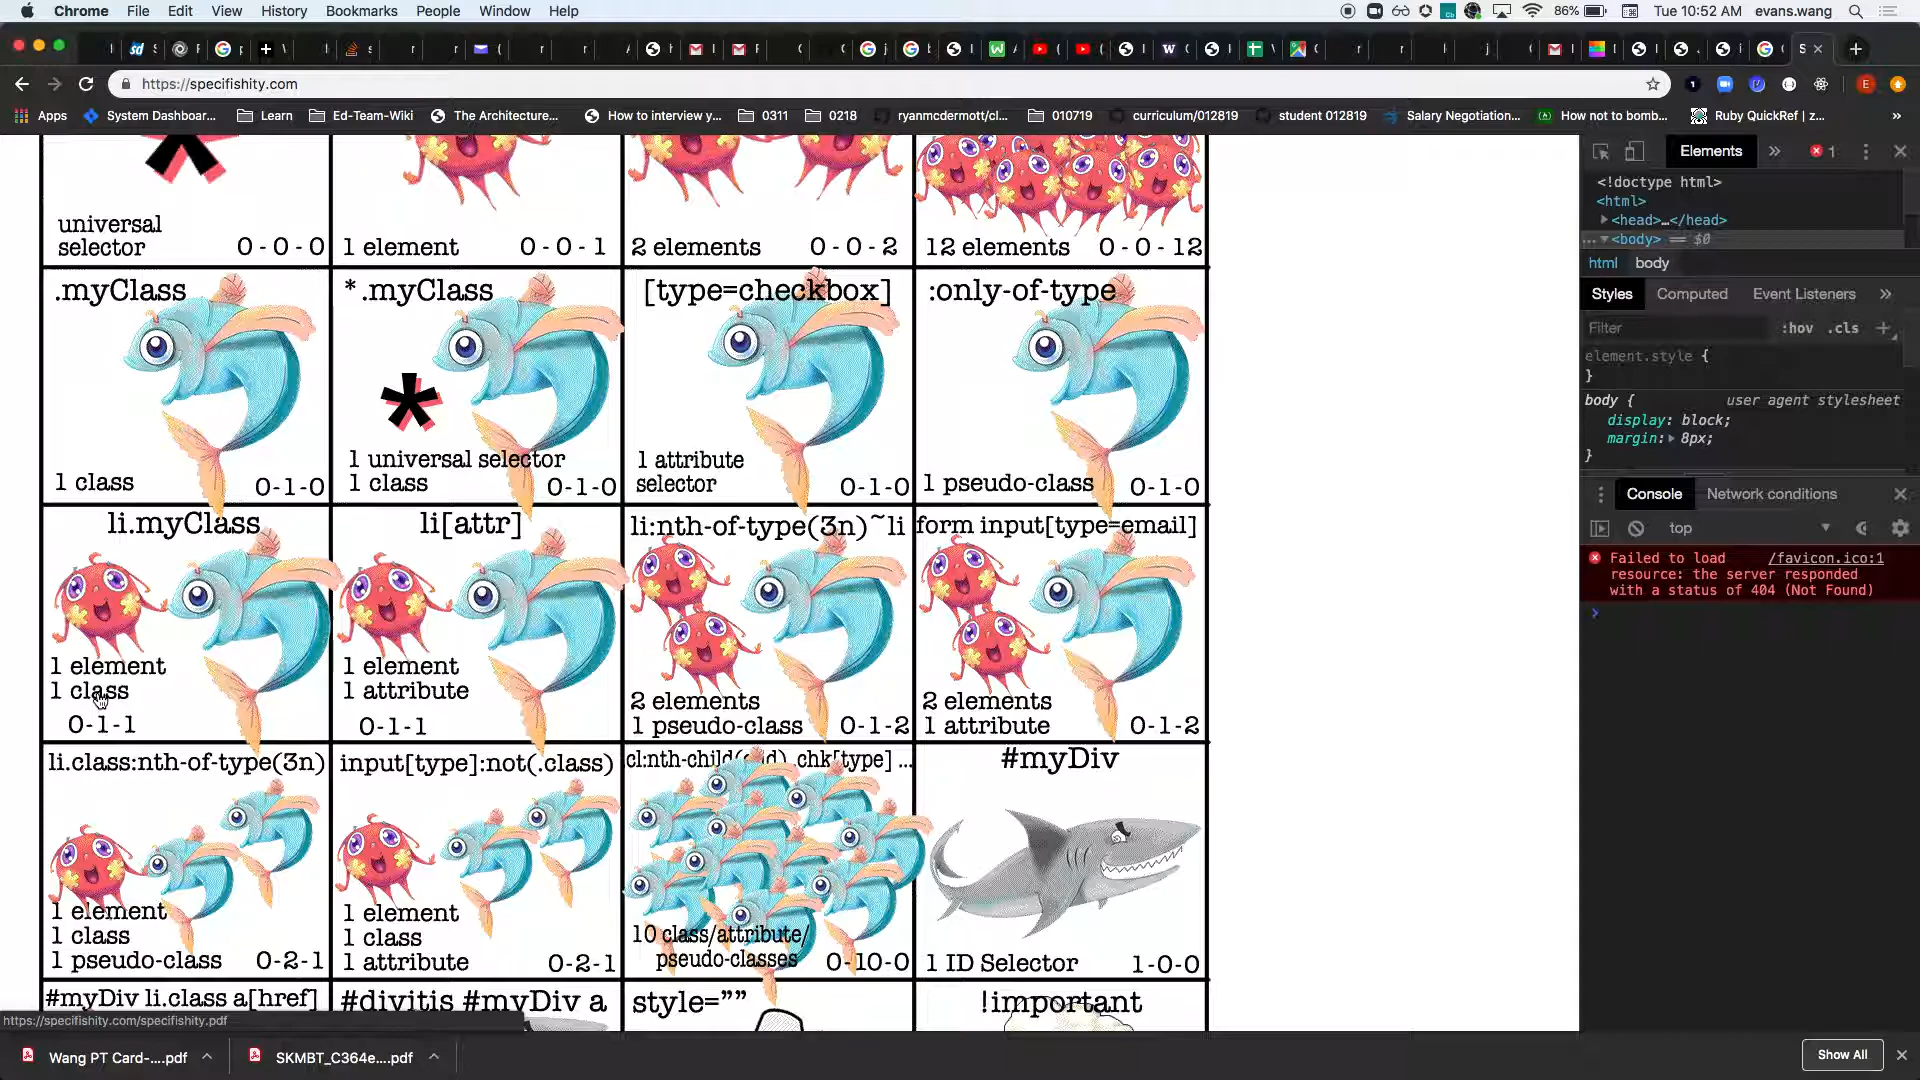 Chrome File Edit View History Bookmarks People Window Help 86% Tue 10:52 AM evans.wang
https://specifishity.com
Apps System Dashboar... Learn Ed-Team-Wiki The Architecture... How to interview y... 0311 0218 ryanmcdermott/cl... 010719 curriculum/012819 student 012819 Salary Negotiation... How not to bomb... Ruby QuickRef | z... »
universal
selector 0-0-0
1 element 0-0-1
2 elements 0-0-2
12 elements 0-0-12
.myClass
1 class 0-1-0
*.myClass
*
1 universal selector
1 class 0-1-0
[type=checkbox]
1 attribute
selector 0-1-0
:only-of-type
1 pseudo-class 0-1-0
li.myClass
1 element
1 class
0-1-1
li[attr]
1 element
1 attribute
0-1-1
li:nth-of-type(3n)~li
2 elements
1 pseudo-class 0-1-2
form input[type=email]
2 elements
1 attribute 0-1-2
li.class:nth-of-type(3n)
1 element
1 class
1 pseudo-class 0-2-1
input[type]:not(.class)
1 element
1 class
1 attribute 0-2-1
10 class/attribute/
pseudo-classes 0-10-0
#myDiv
1 ID Selector 1-0-0
#myDiv li.class a[href]
#divitis #myDiv a
style=””
!important
https://specifishity.com/specifishity.pdf
Elements » 1
<!doctype html>
<html>
<head>…</head>
... <body> == $0
html body
Styles Computed Event Listeners »
Filter :hov .cls +
element.style {
}
body { user agent stylesheet
display: block;
margin: 8px;
}
Console Network conditions
top
Failed to load /favicon.ico:1
resource: the server responded
with a status of 404 (Not Found)
Wang PT Card-....pdf SKMBT_C364e....pdf Show All